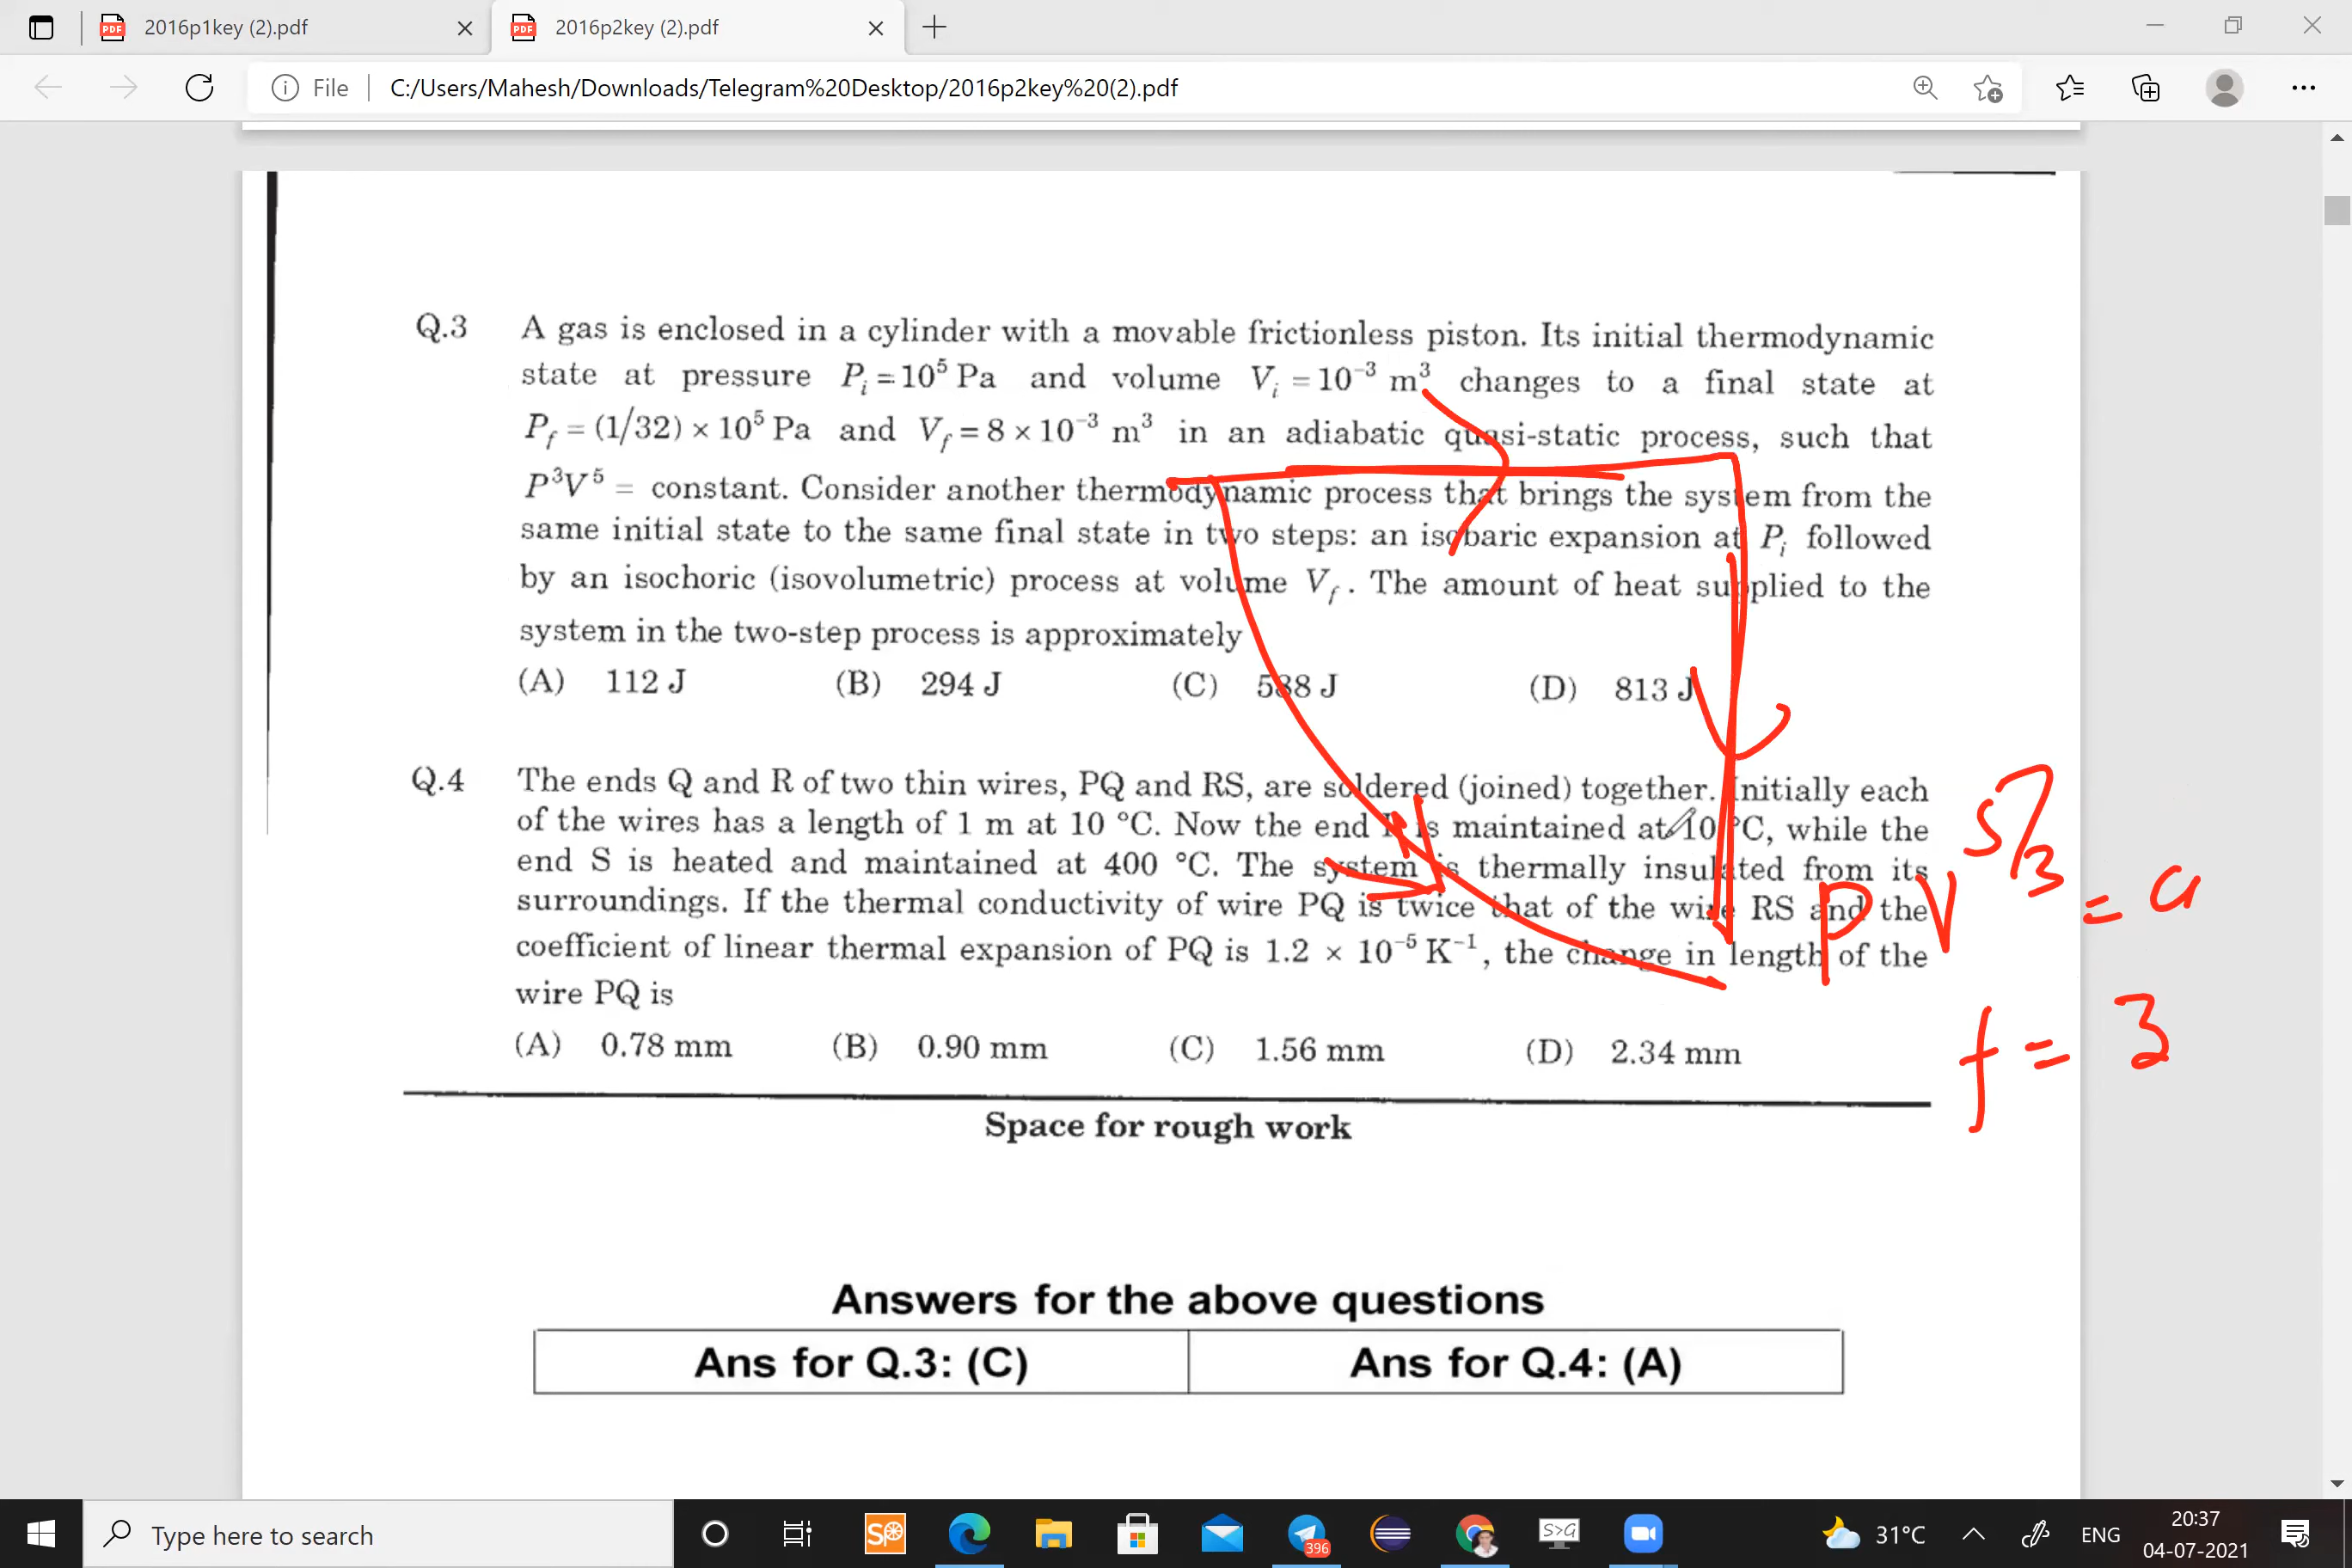 2016p1key (2).pdf
2016p2key (2).pdf
File
C:/Users/Mahesh/Downloads/Telegram%20Desktop/2016p2key%20(2).pdf
Q.3 A gas is enclosed in a cylinder with a movable frictionless piston. Its initial thermodynamic
state at pressure Pᵢ = 10⁵ Pa and volume Vᵢ = 10⁻³ m³ changes to a final state at
P_f = (1/32) × 10⁵ Pa and V_f = 8 × 10⁻³ m³ in an adiabatic quasi-static process, such that
P³V⁵ = constant. Consider another thermodynamic process that brings the system from the
same initial state to the same final state in two steps: an isobaric expansion at Pᵢ followed
by an isochoric (isovolumetric) process at volume V_f. The amount of heat supplied to the
system in the two-step process is approximately
(A) 112 J (B) 294 J (C) 588 J (D) 813 J
Q.4 The ends Q and R of two thin wires, PQ and RS, are soldered (joined) together. Initially each
of the wires has a length of 1 m at 10 °C. Now the end P is maintained at 10 °C, while the
end S is heated and maintained at 400 °C. The system is thermally insulated from its
surroundings. If the thermal conductivity of wire PQ is twice that of the wire RS and the
coefficient of linear thermal expansion of PQ is 1.2 × 10⁻⁵ K⁻¹, the change in length of the
wire PQ is
(A) 0.78 mm (B) 0.90 mm (C) 1.56 mm (D) 2.34 mm
P V 5/3 = a
f = 3
Space for rough work
Answers for the above questions
Ans for Q.3: (C) Ans for Q.4: (A)
Type here to search
396
S>G
31°C
ENG
20:37
04-07-2021